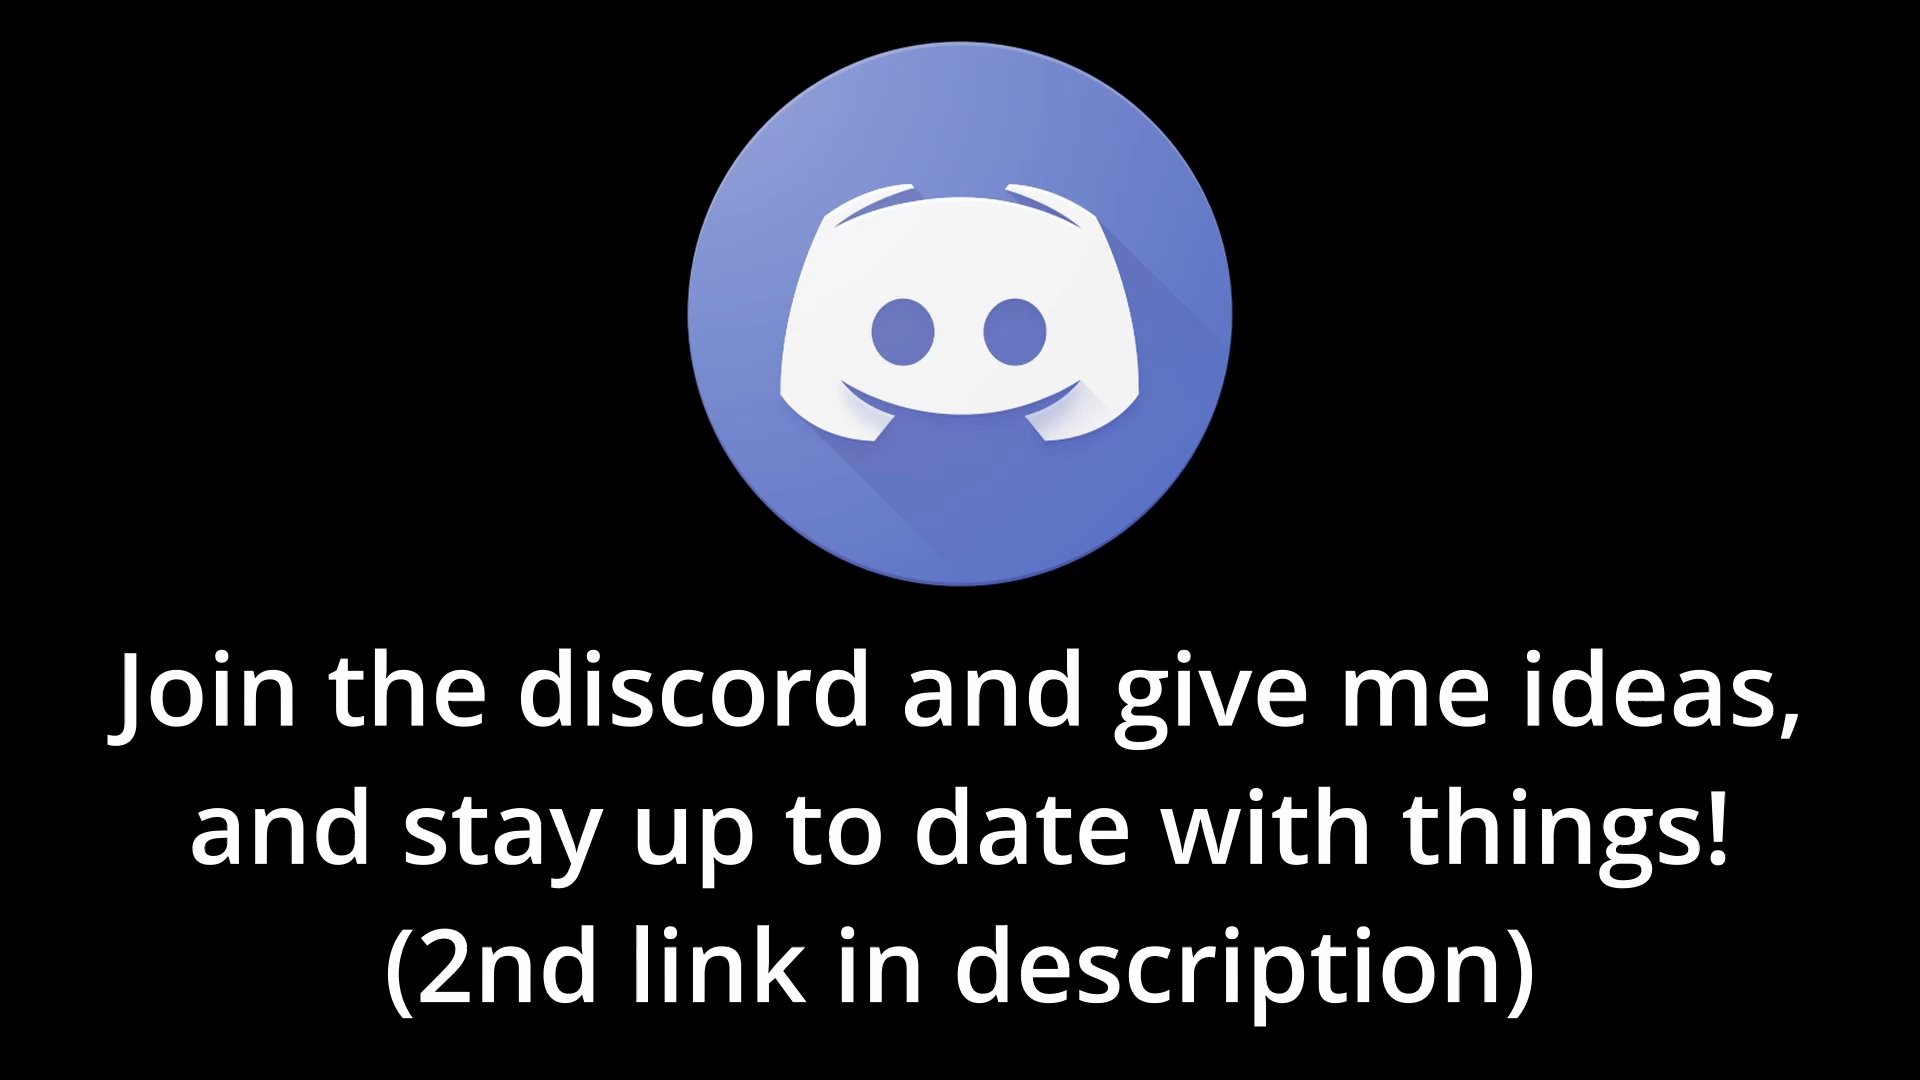 Join the discord and give me ideas,
and stay up to date with things!
(2nd link in description)